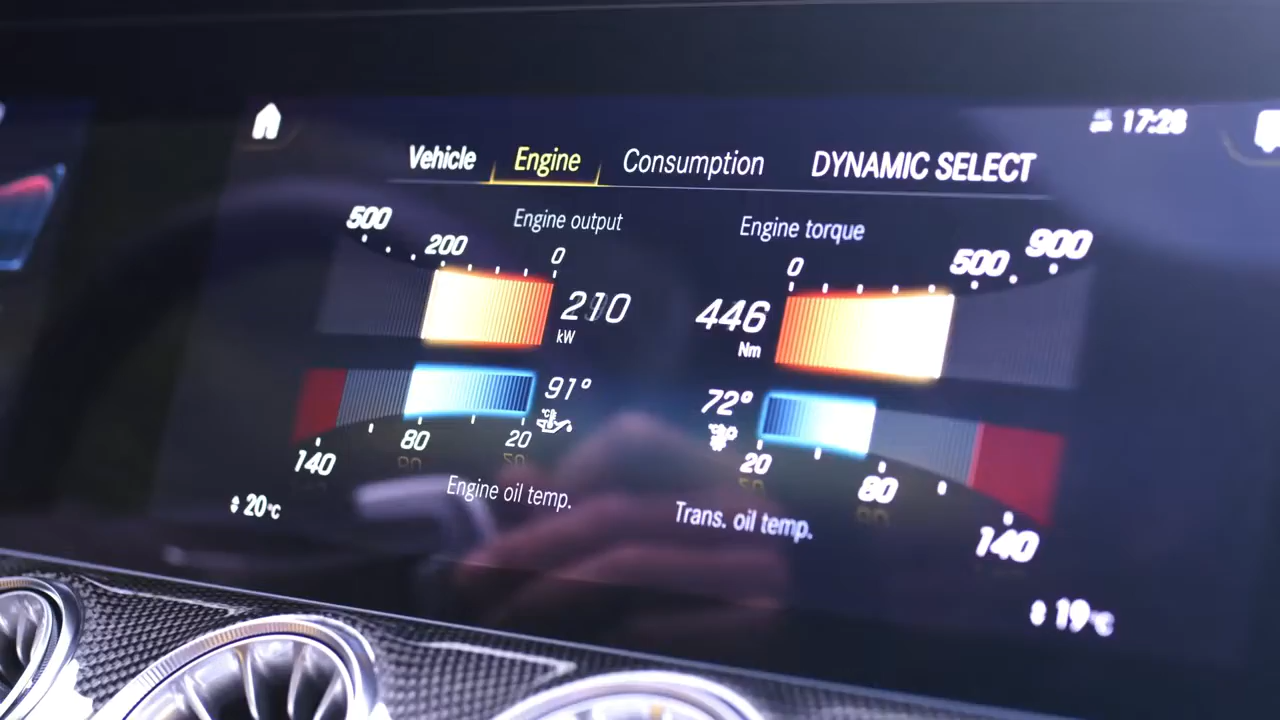 17:28
Vehicle Engine Consumption DYNAMIC SELECT
Engine output
500 200 0
kW
Engine torque
0 500 900
446
Nm
91°
140 80 20
Engine oil temp.
72°
20 80 140
Trans. oil temp.
20°C
19°C